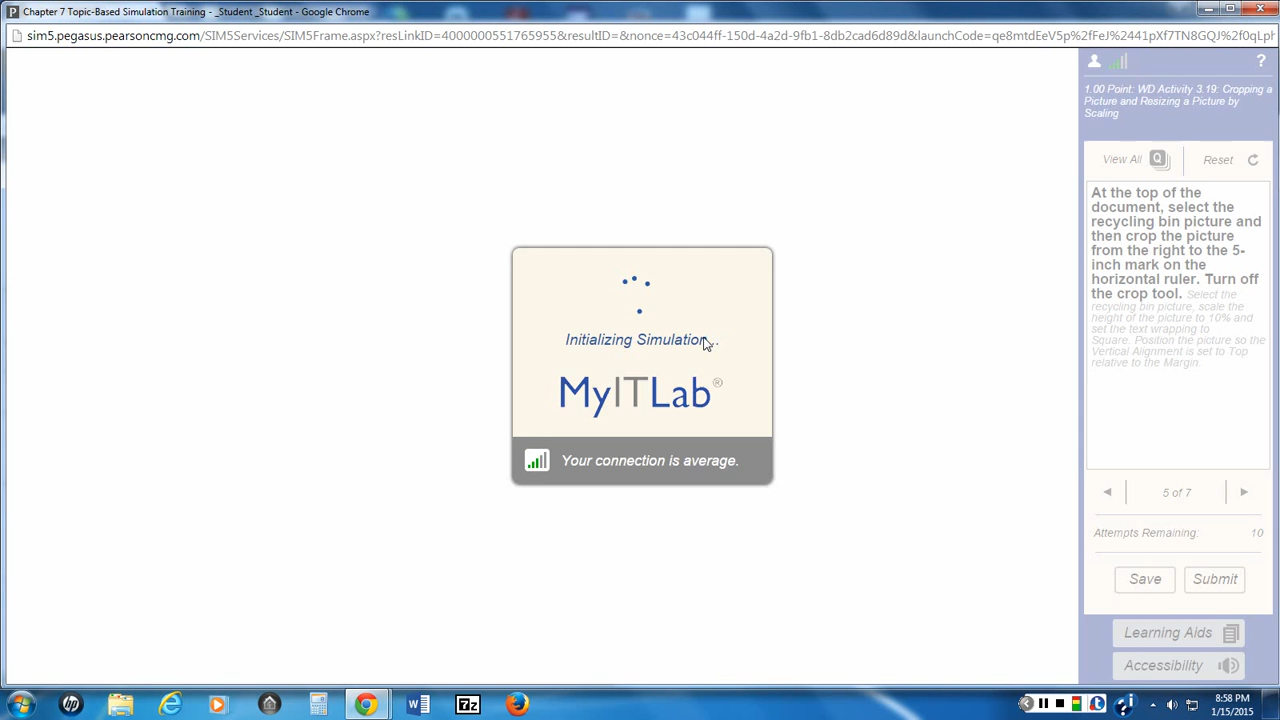 Chapter 7 Topic-Based Simulation Training - _Student _Student - Google Chrome
sim5.pegasus.pearsoncmg.com/SIM5Services/SIM5Frame.aspx?resLinkID=4000000551765955&resultID=&nonce=43c044ff-150d-4a2d-9fb1-8db2cad6d89d&launchCode=qe8mtdEeV5p%2fFeJ%2441pXf7TN8GQJ%2f0qLph
?
1.00 Point: WD Activity 3.19: Cropping a
Picture and Resizing a Picture by
Scaling
View All Q Reset
At the top of the
document, select the
recycling bin picture and
then crop the picture
from the right to the 5-
inch mark on the
horizontal ruler. Turn off
the crop tool. Select the
recycling bin picture, scale the
height of the picture to 10% and
set the text wrapping to
Square. Position the picture so the
Vertical Alignment is set to Top
relative to the Margin.
Initializing Simulation...
MyITLab®
Your connection is average.
5 of 7
Attempts Remaining: 10
Save Submit
Learning Aids
Accessibility
8:58 PM
1/15/2015